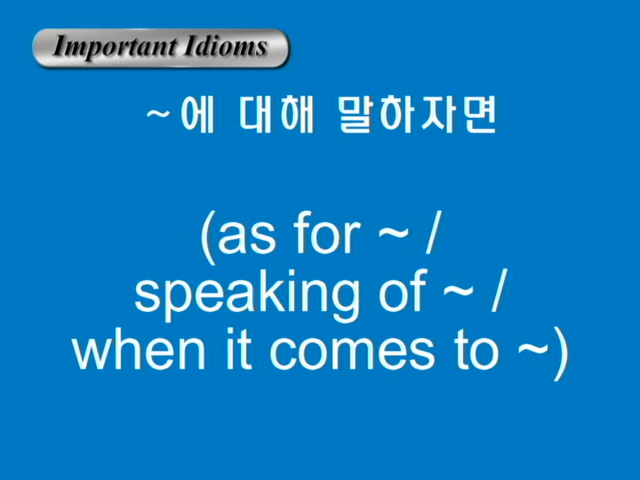 Important Idioms
~에 대해 말하자면
(as for ~ /
speaking of ~ /
when it comes to ~)